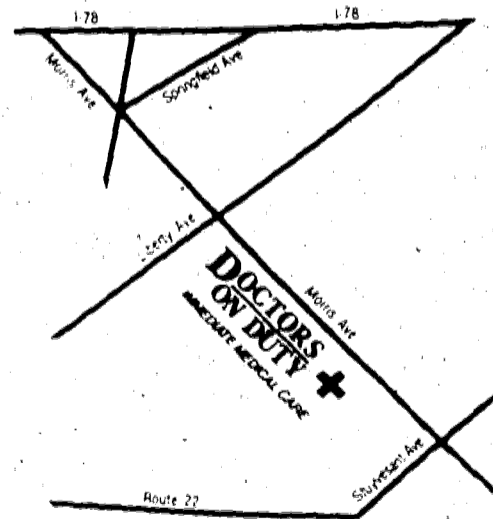 I-78
I-78
Morris Ave
Springfield Ave
Liberty Ave
DOCTORS
ON DUTY
IMMEDIATE MEDICAL CARE
Morris Ave
Stuyvesant Ave
Route 22